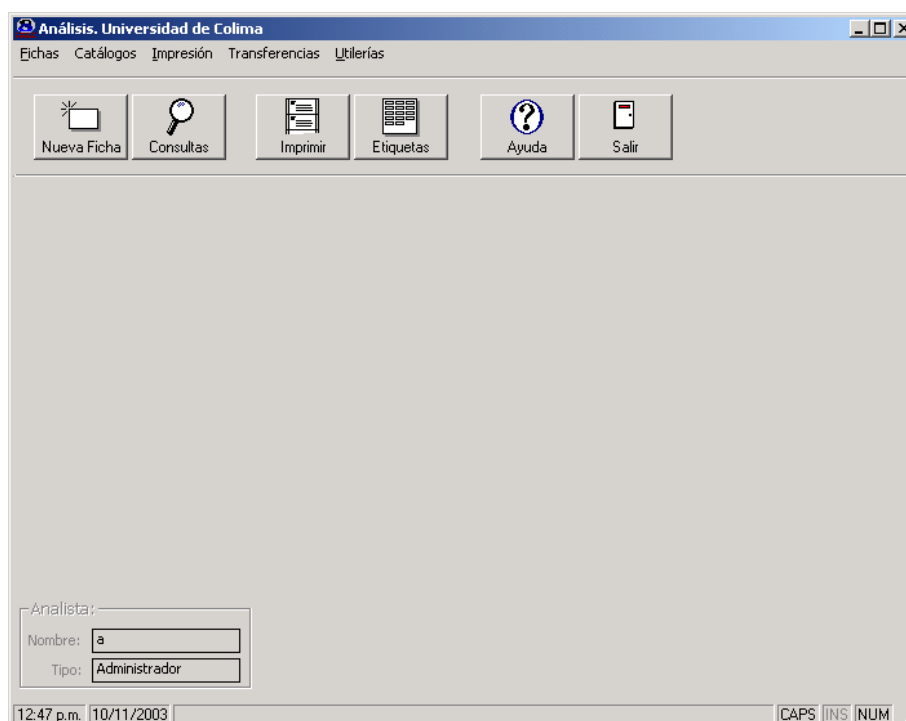 Análisis. Universidad de Colima
Fichas Catálogos Impresión Transferencias Utilerías
Nueva Ficha Consultas Imprimir Etiquetas Ayuda Salir
Analista:
Nombre: a
Tipo: Administrador
12:47 p.m. 10/11/2003 CAPS INS NUM